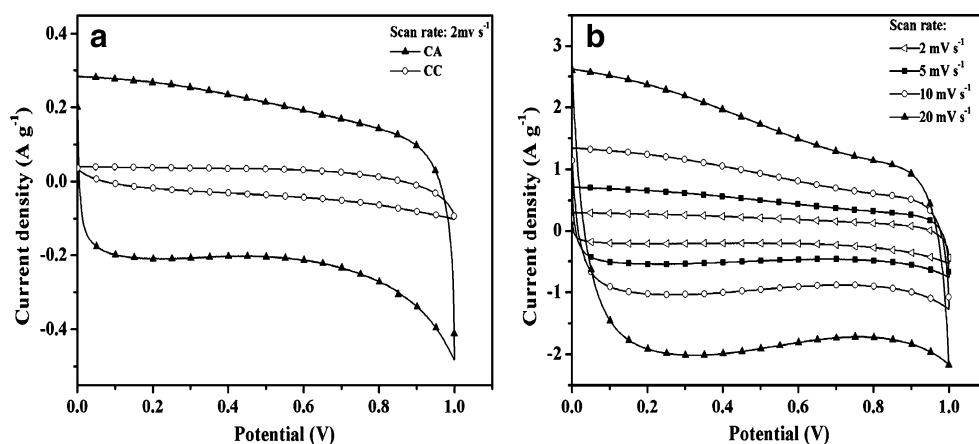 a
Scan rate: 2mv s⁻¹
CA
CC
0.4
0.2
0.0
-0.2
-0.4
Current density (A g⁻¹)
0.0 0.2 0.4 0.6 0.8 1.0
Potential (V)
b
Scan rate:
2 mV s⁻¹
5 mV s⁻¹
10 mV s⁻¹
20 mV s⁻¹
3
2
1
0
-1
-2
Current density (A g⁻¹)
0.0 0.2 0.4 0.6 0.8 1.0
Potential (V)